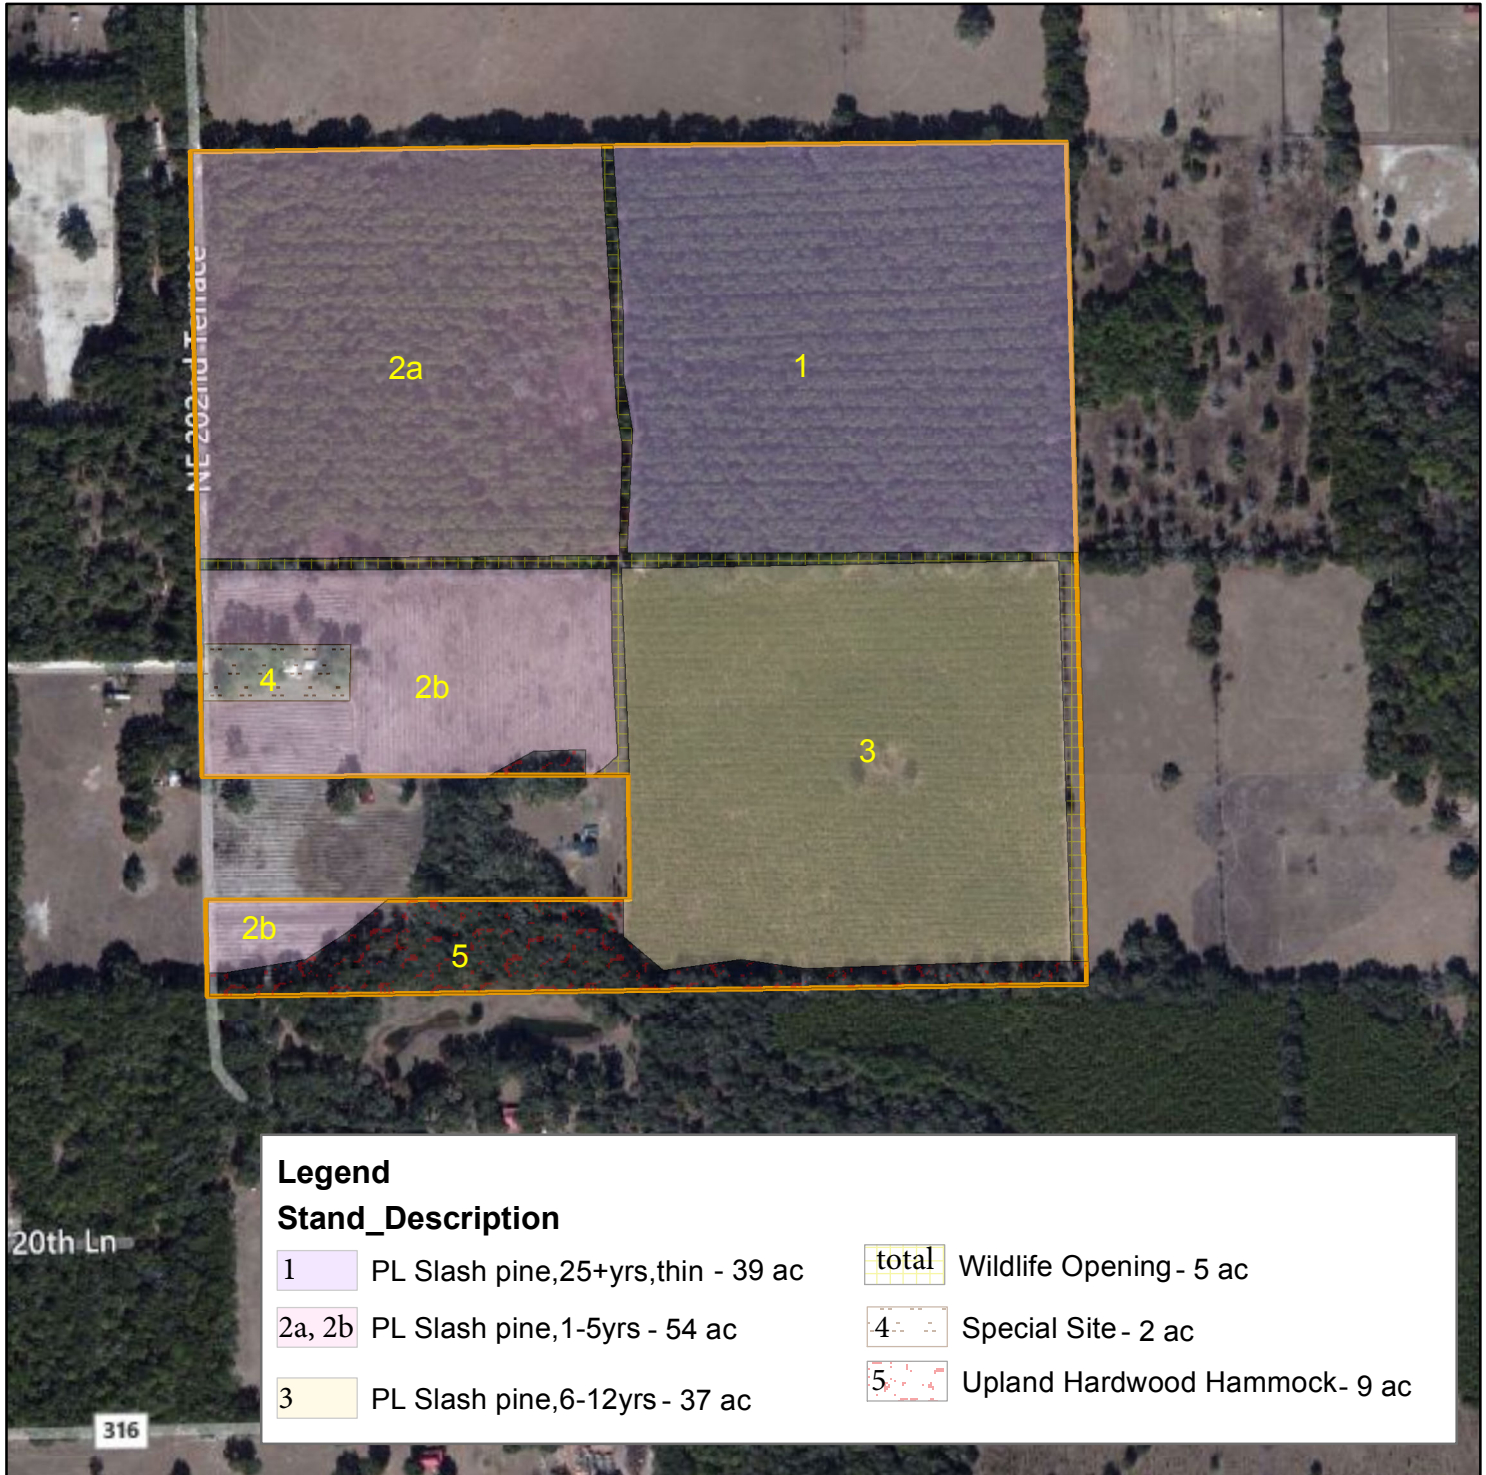 NE 202nd Terrace
2a
1
4
2b
3
2b
5
20th Ln
316
Legend
Stand_Description
1 PL Slash pine,25+yrs,thin - 39 ac
2a, 2b PL Slash pine,1-5yrs - 54 ac
3 PL Slash pine,6-12yrs - 37 ac
total Wildlife Opening - 5 ac
4 Special Site - 2 ac
5 Upland Hardwood Hammock - 9 ac